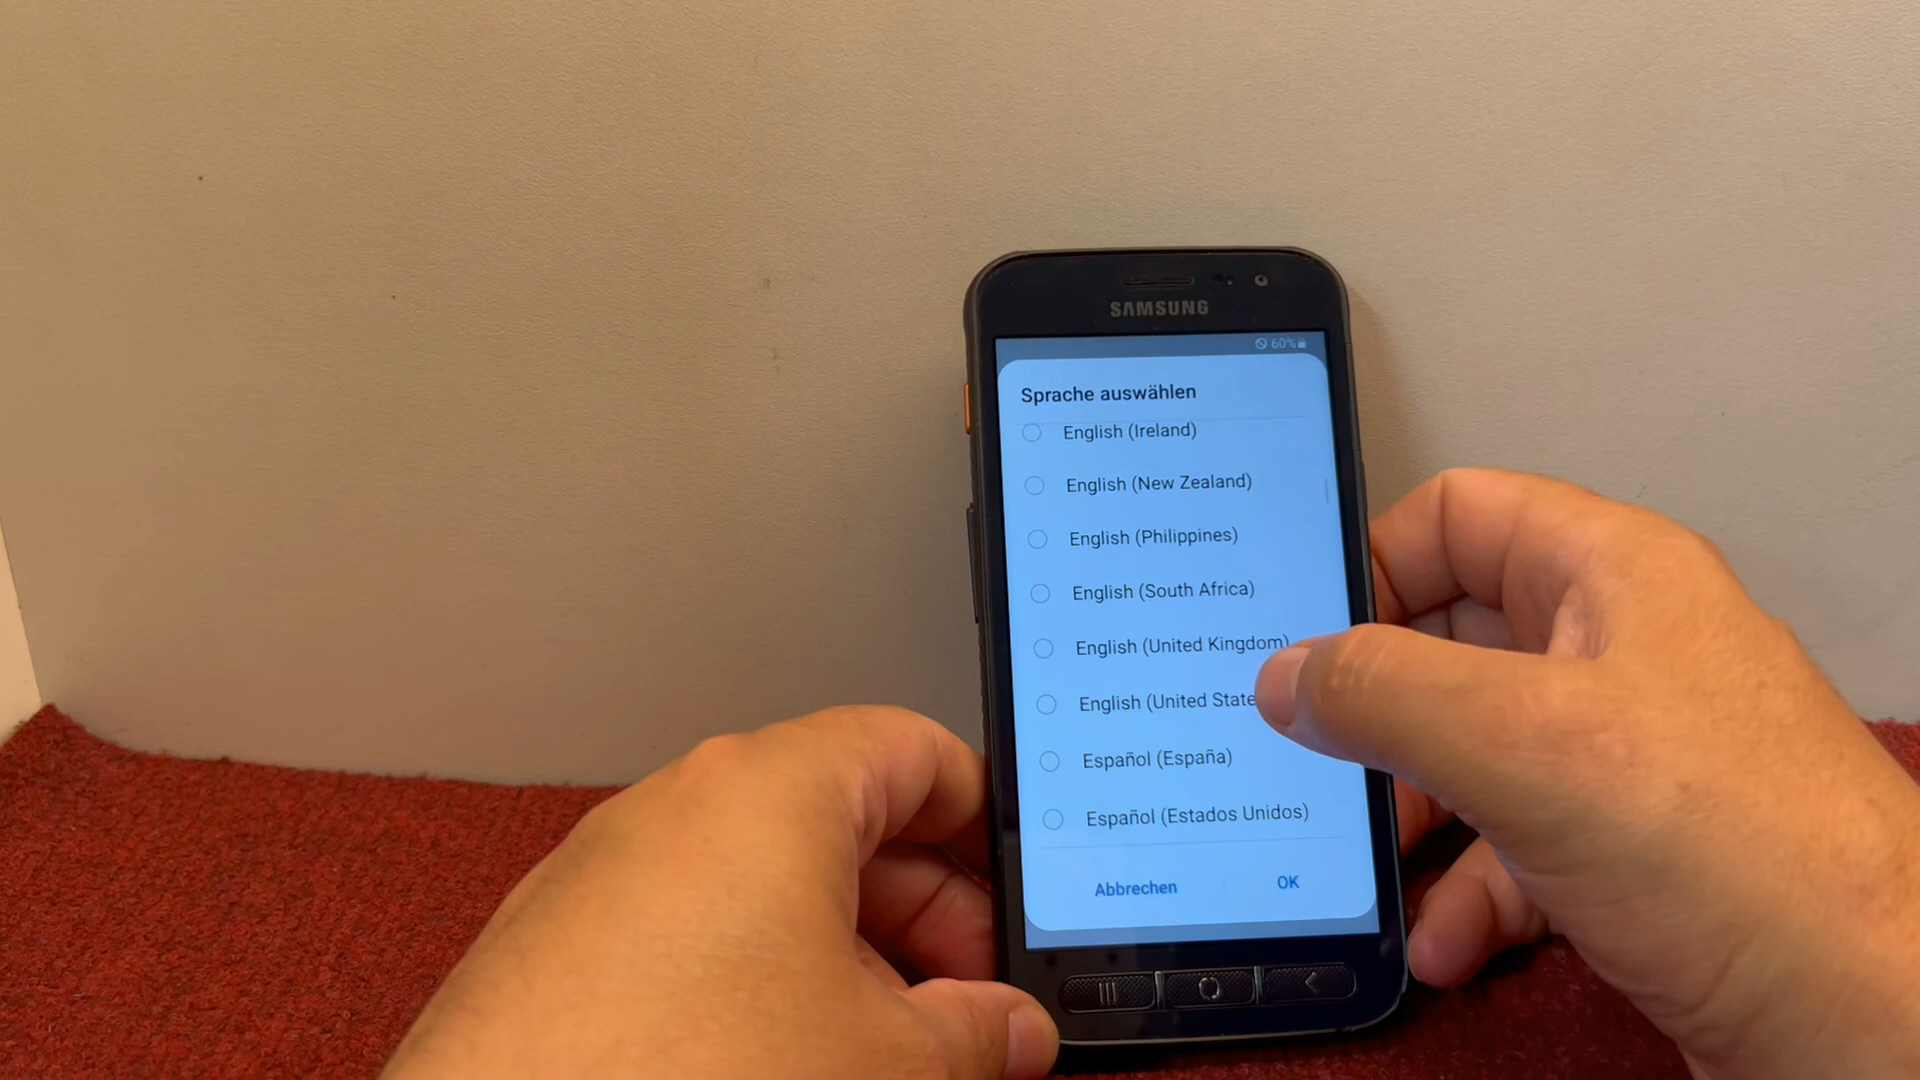 SAMSUNG
60%
Sprache auswählen
English (Ireland)
English (New Zealand)
English (Philippines)
English (South Africa)
English (United Kingdom)
English (United State
Español (España)
Español (Estados Unidos)
Abbrechen
OK